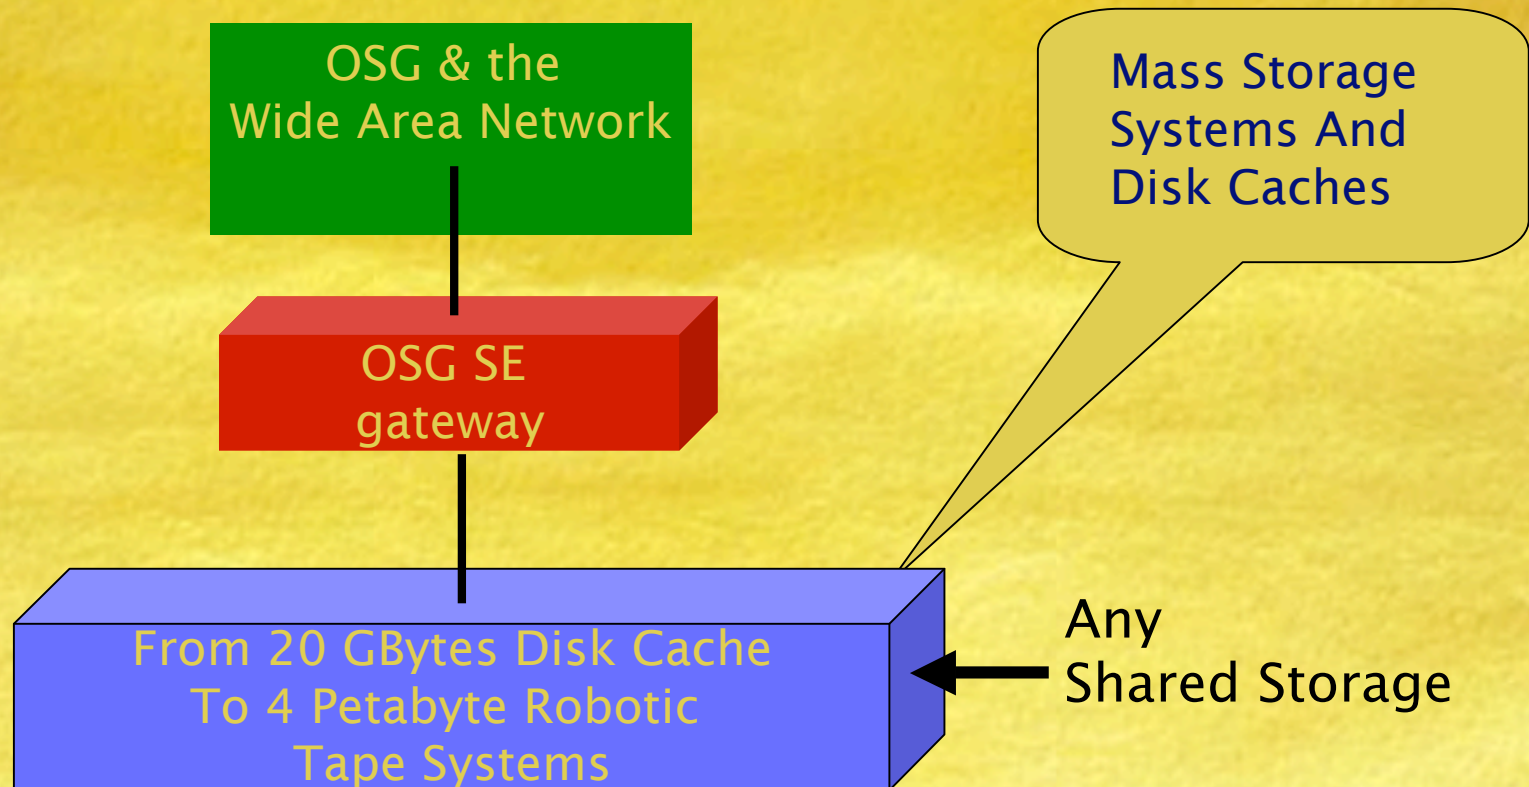 OSG & the
Wide Area Network
Mass Storage
Systems And
Disk Caches
OSG SE
gateway
From 20 GBytes Disk Cache
To 4 Petabyte Robotic
Tape Systems
Any
Shared Storage